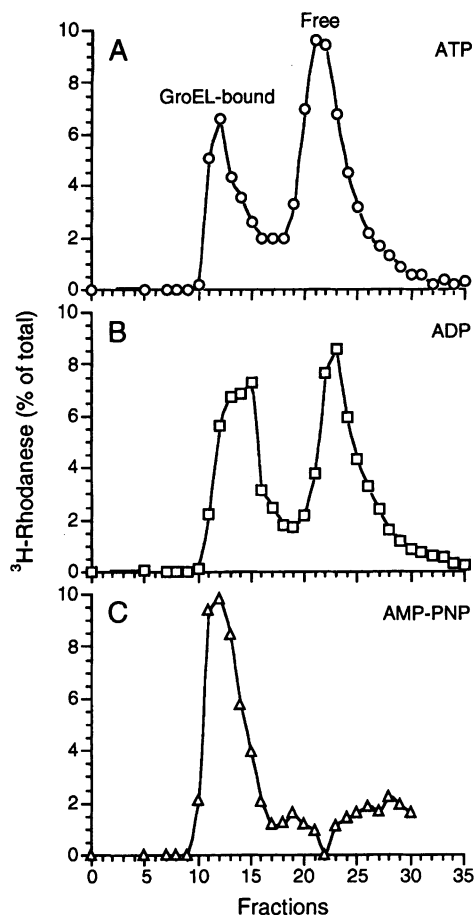 A
Free
ATP
GroEL-bound
10
8
6
4
2
0
B
ADP
10
8
6
4
2
0
C
AMP-PNP
10
8
6
4
2
0
³H-Rhodanese (% of total)
0 5 10 15 20 25 30 35
Fractions